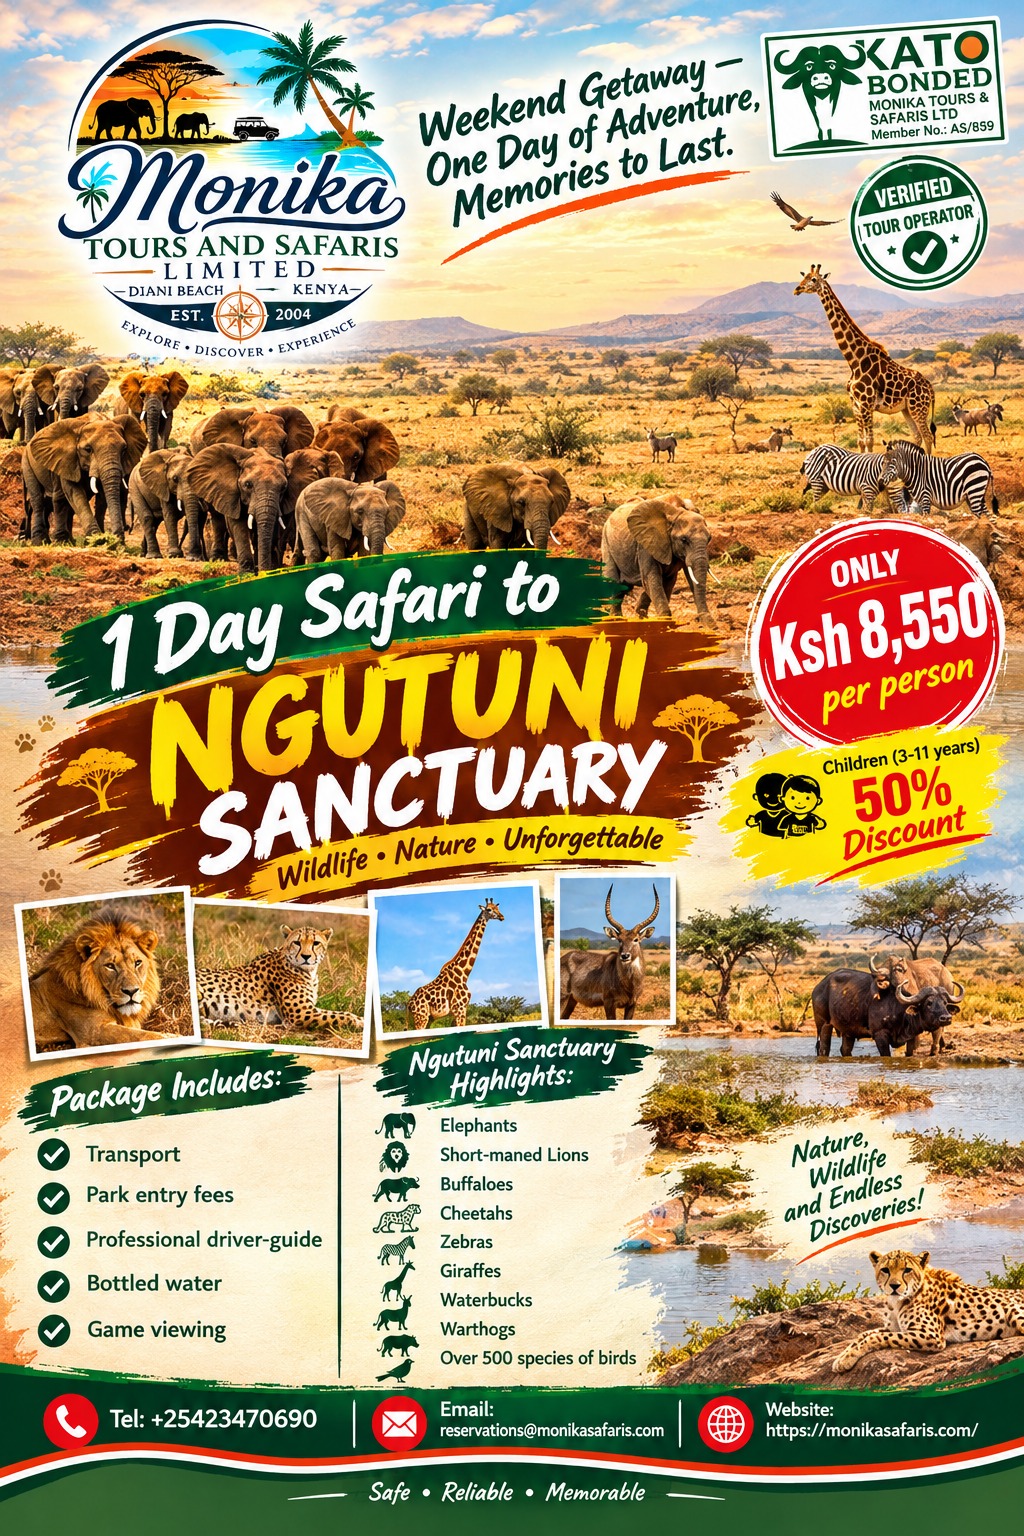 Monika
TOURS AND SAFARIS
LIMITED
DIANI BEACH KENYA
EST. 2004
EXPLORE • DISCOVER • EXPERIENCE
Weekend Getaway –
One Day of Adventure,
Memories to Last.
KATO
BONDED
MONIKA TOURS &
SAFARIS LTD
Member No.: AS/859
VERIFIED
TOUR OPERATOR
1 Day Safari to
NGUTUNI
SANCTUARY
Wildlife • Nature • Unforgettable
ONLY
Ksh 8,550
per person
Children (3-11 years)
50%
Discount
Package Includes:
Transport
Park entry fees
Professional driver-guide
Bottled water
Game viewing
Ngutuni Sanctuary
Highlights:
Elephants
Short-maned Lions
Buffaloes
Cheetahs
Zebras
Giraffes
Waterbucks
Warthogs
Over 500 species of birds
Nature,
Wildlife
and Endless
Discoveries!
Tel: +25423470690
Email:
reservations@monikasafaris.com
Website:
https://monikasafaris.com/
Safe • Reliable • Memorable